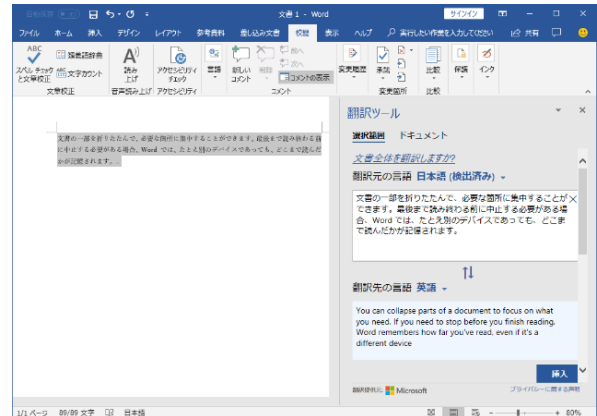 自動保存
文書 1 - Word
サインイン
ファイル ホーム 挿入 デザイン レイアウト 参考資料 差し込み文書 校閲 表示 ヘルプ 実行したい作業を入力してください 共有
ABC
スペル チェック
と文章校正
類義語辞典
文字カウント
文章校正
読み
上げ
音声読み上げ
アクセシビリティ
チェック
アクセシビリティ
言語
新しい
コメント
削除
前へ
次へ
コメントの表示
コメント
変更履歴
承諾
変更箇所
比較
比較
保護
インク
文書の一部を折りたたんで、必要な箇所に集中することができます。最後まで読み終わる前
に中止する必要がある場合、Word では、たとえ別のデバイスであっても、どこまで読んだ
かが記憶されます。
翻訳ツール
選択範囲 ドキュメント
文書全体を翻訳しますか?
翻訳元の言語 日本語 (検出済み)
文書の一部を折りたたんで、必要な箇所に集中することが
できます。最後まで読み終わる前に中止する必要がある場
合、Word では、たとえ別のデバイスであっても、どこま
で読んだかが記憶されます。
翻訳先の言語 英語
You can collapse parts of a document to focus on what
you need. If you need to stop before you finish reading,
Word remembers how far you've read, even if it's a
different device
挿入
翻訳提供元: Microsoft
プライバシーに関する声明
1/1 ページ 89/89 文字 日本語
80%